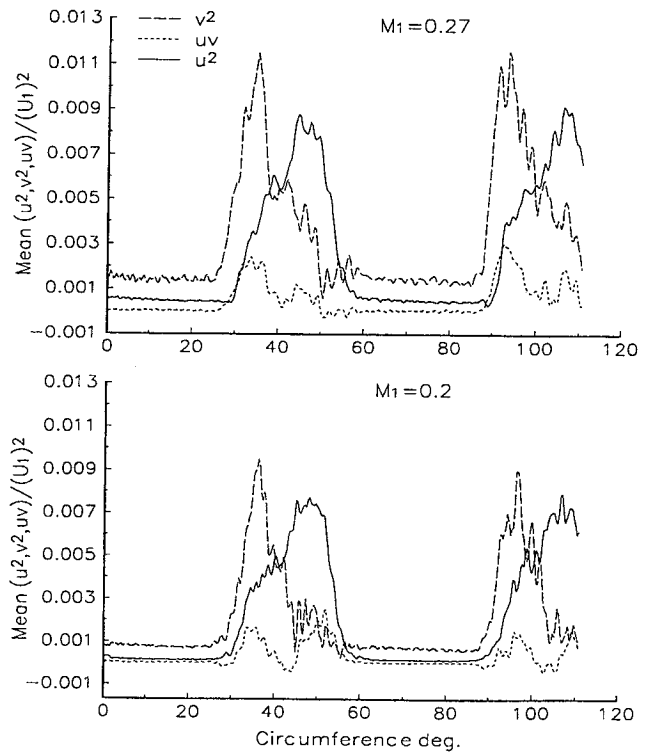 0.013
0.011
0.009
0.007
0.005
0.003
0.001
−0.001
Mean (u²,v²,uv)/(U₁)²
v²
uv
u²
M₁=0.27
0 20 40 60 80 100 120
Circumference deg.
0.013
0.011
0.009
0.007
0.005
0.003
0.001
−0.001
Mean (u²,v²,uv)/(U₁)²
M₁=0.2
0 20 40 60 80 100 120
Circumference deg.